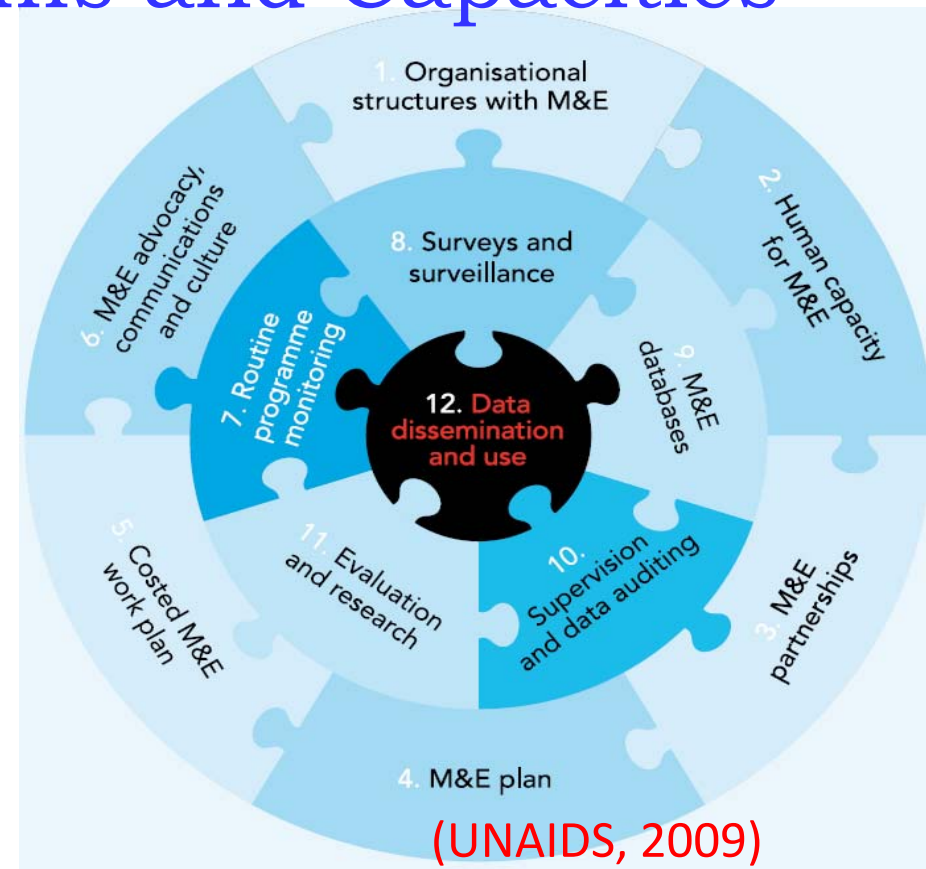 and Capacities
1. Organisational
structures with M&E
2. Human capacity
for M&E
3. M&E
partnerships
4. M&E plan
5. Costed M&E
work plan
6. M&E advocacy,
communications
and culture
7. Routine
programme
monitoring
8. Surveys and
surveillance
9. M&E
databases
10.
Supervision
and data auditing
11. Evaluation
and research
12. Data
dissemination
and use
(UNAIDS, 2009)